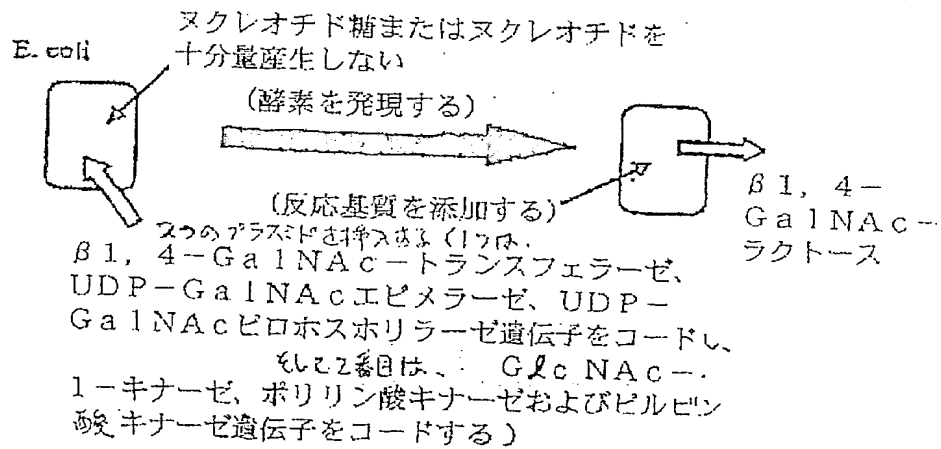 E. coli
ヌクレオチド糖またはヌクレオチドを
十分量産生しない
(酵素を発現する)
(反応基質を添加する)
β1, 4-
GalNAc-
ラクトース
2つのプラスミドを挿入する (1つは、
β1, 4-GalNAc-トランスフェラーゼ、
UDP-GalNAcエピメラーゼ、UDP-
GalNAcピロホスホリラーゼ遺伝子をコードし、
そして2番目は、 GlcNAc-
1-キナーゼ、ポリリン酸キナーゼおよびピルビン
酸キナーゼ遺伝子をコードする)